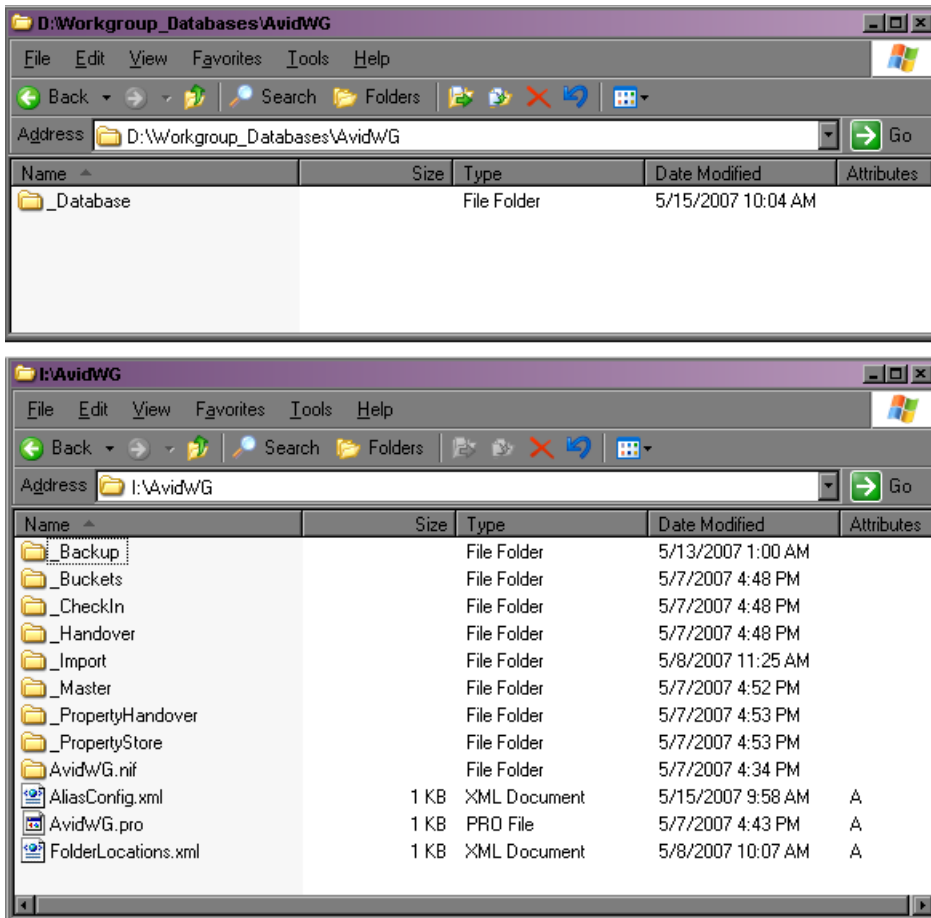 D:\Workgroup_Databases\AvidWG
File Edit View Favorites Tools Help
Back Search Folders
Address D:\Workgroup_Databases\AvidWG Go
Name Size Type Date Modified Attributes
_Database File Folder 5/15/2007 10:04 AM
I:\AvidWG
File Edit View Favorites Tools Help
Back Search Folders
Address I:\AvidWG Go
Name Size Type Date Modified Attributes
_Backup File Folder 5/13/2007 1:00 AM
_Buckets File Folder 5/7/2007 4:48 PM
_CheckIn File Folder 5/7/2007 4:48 PM
_Handover File Folder 5/7/2007 4:48 PM
_Import File Folder 5/8/2007 11:25 AM
_Master File Folder 5/7/2007 4:52 PM
_PropertyHandover File Folder 5/7/2007 4:53 PM
_PropertyStore File Folder 5/7/2007 4:53 PM
AvidWG.nif File Folder 5/7/2007 4:34 PM
AliasConfig.xml 1 KB XML Document 5/15/2007 9:58 AM A
AvidWG.pro 1 KB PRO File 5/7/2007 4:43 PM A
FolderLocations.xml 1 KB XML Document 5/8/2007 10:07 AM A